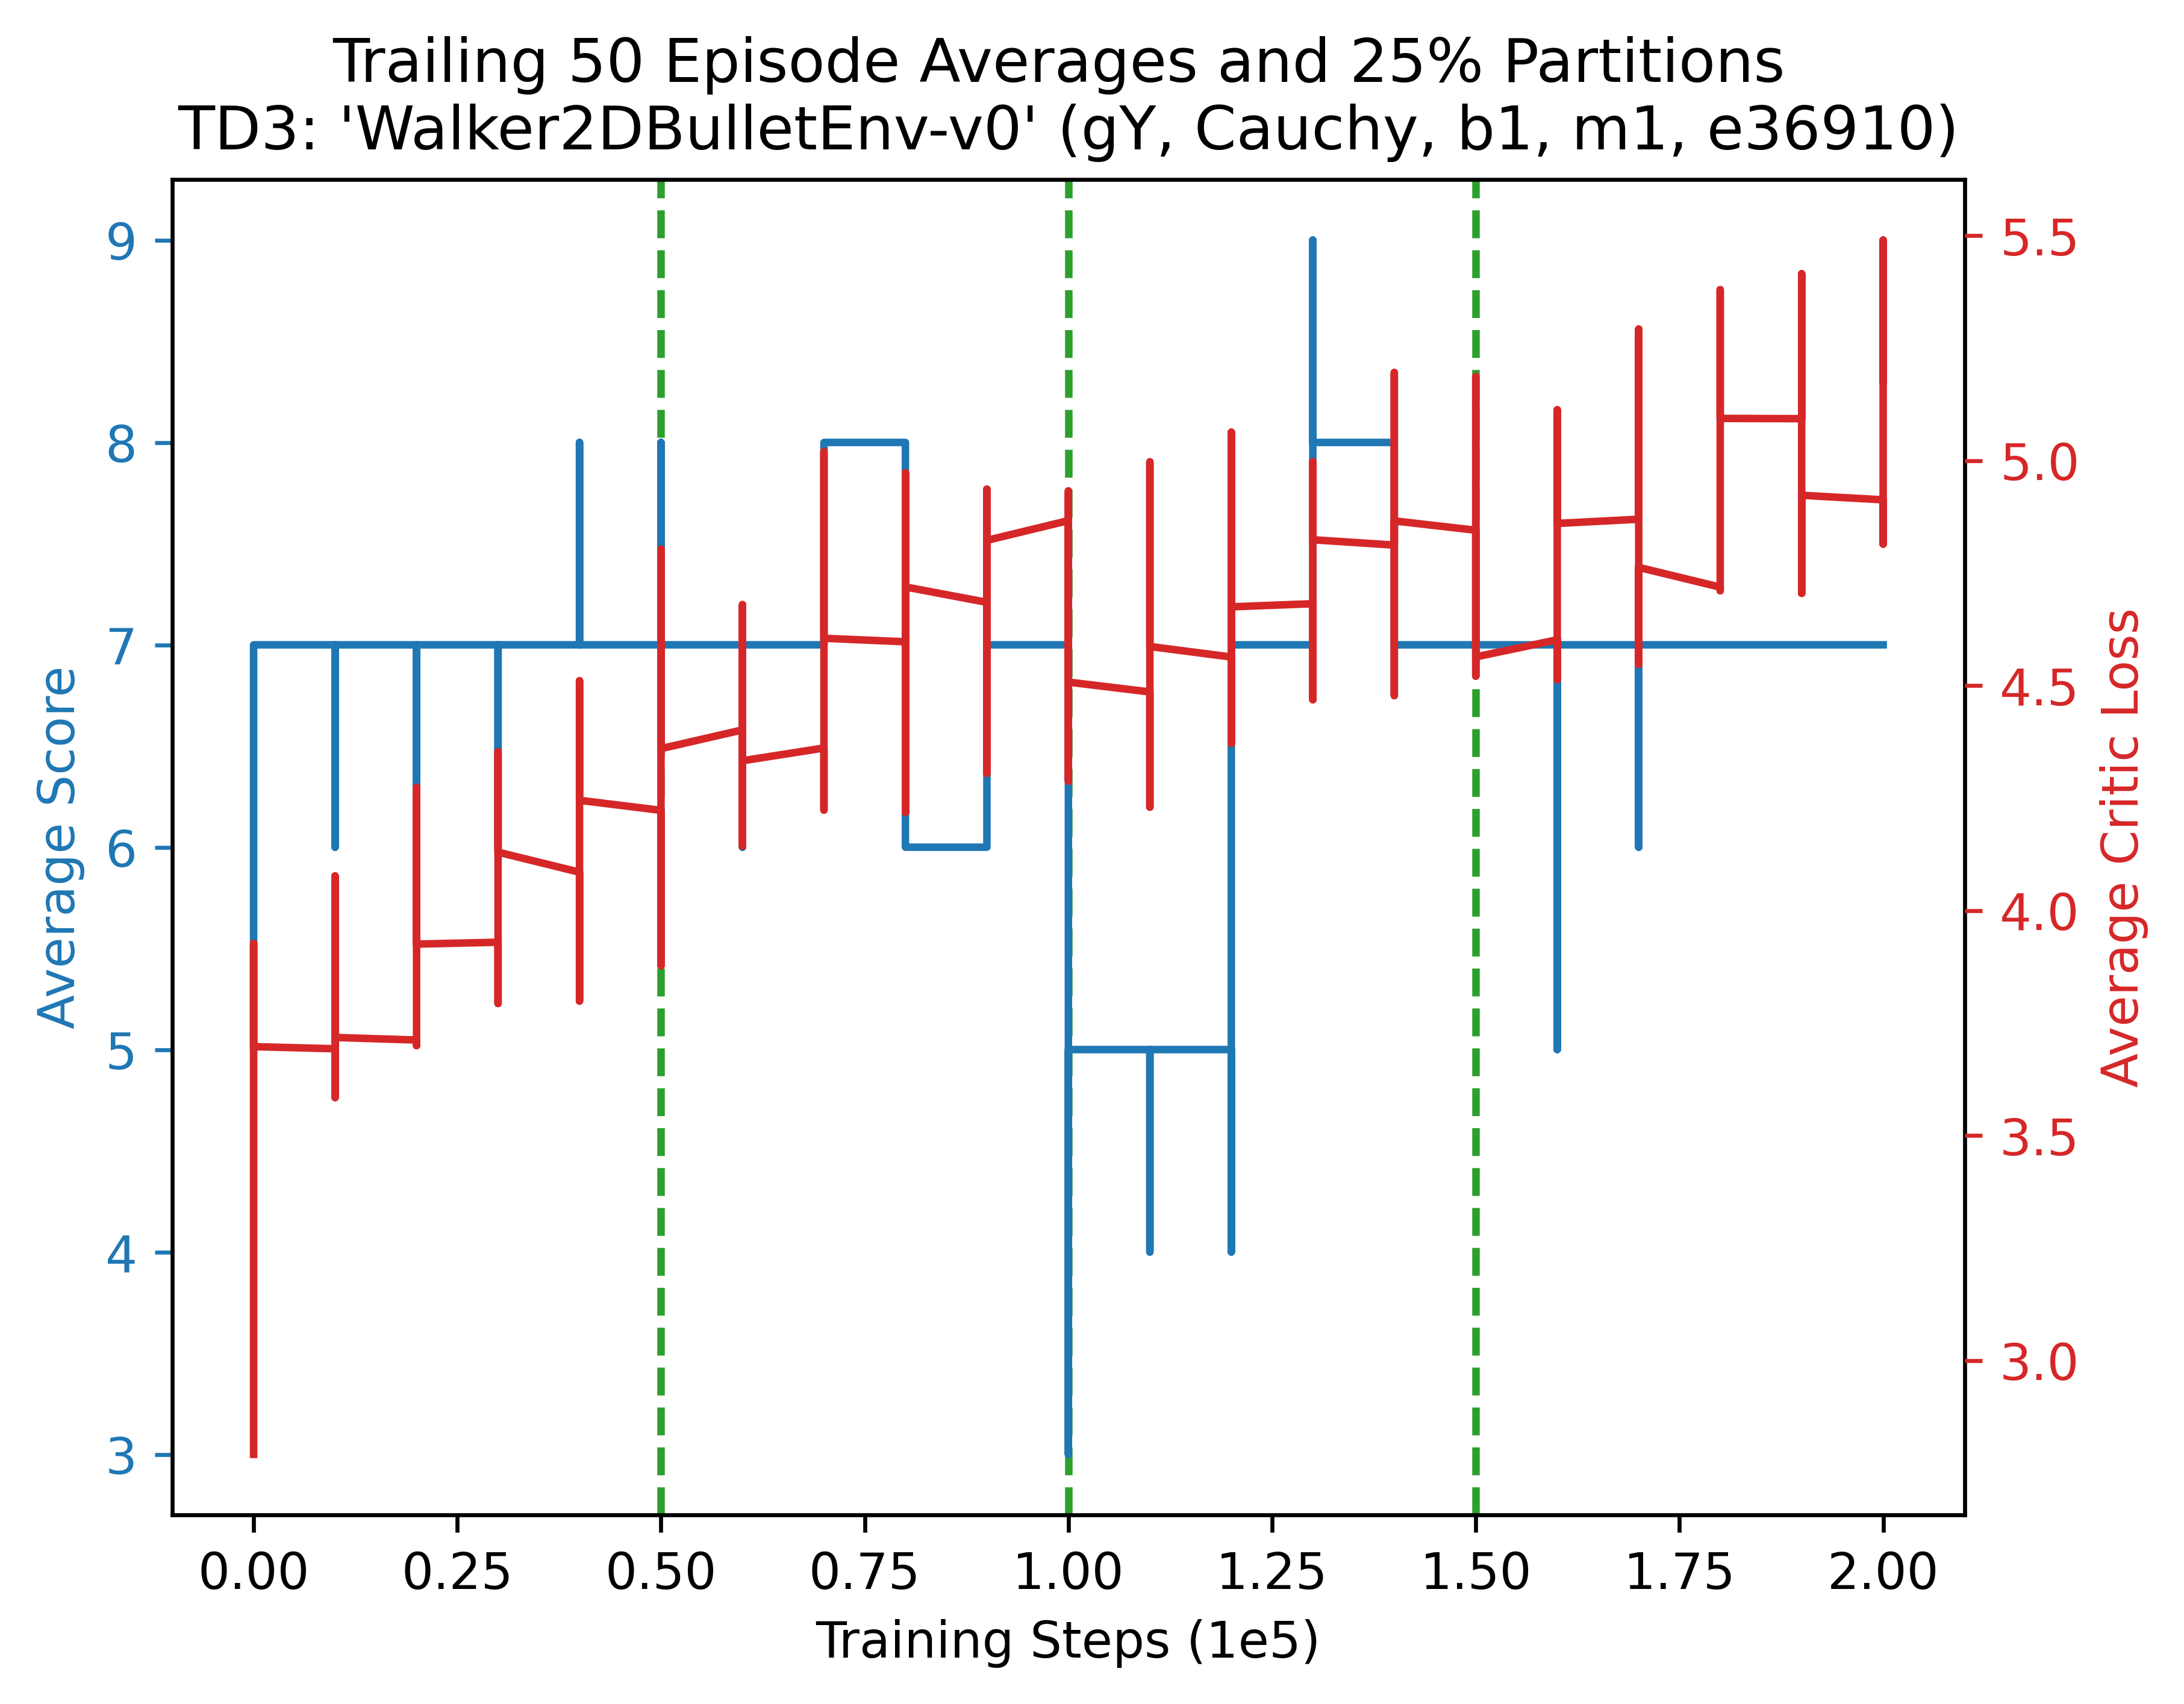 Trailing 50 Episode Averages and 25% Partitions
TD3: 'Walker2DBulletEnv-v0' (gY, Cauchy, b1, m1, e36910)
9
8
7
6
5
4
3
Average Score
5.5
5.0
4.5
4.0
3.5
3.0
Average Critic Loss
0.00 0.25 0.50 0.75 1.00 1.25 1.50 1.75 2.00
Training Steps (1e5)